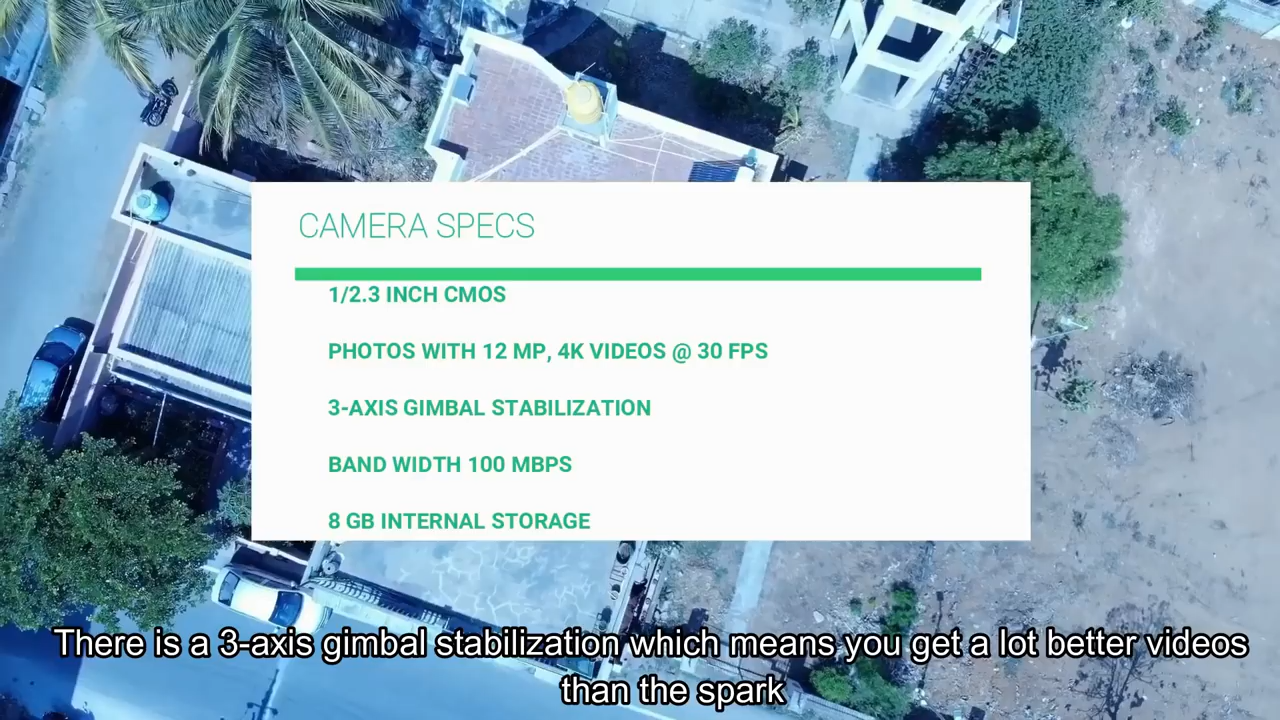 CAMERA SPECS
1/2.3 INCH CMOS
PHOTOS WITH 12 MP, 4K VIDEOS @ 30 FPS
3-AXIS GIMBAL STABILIZATION
BAND WIDTH 100 MBPS
8 GB INTERNAL STORAGE
There is a 3-axis gimbal stabilization which means you get a lot better videos
than the spark